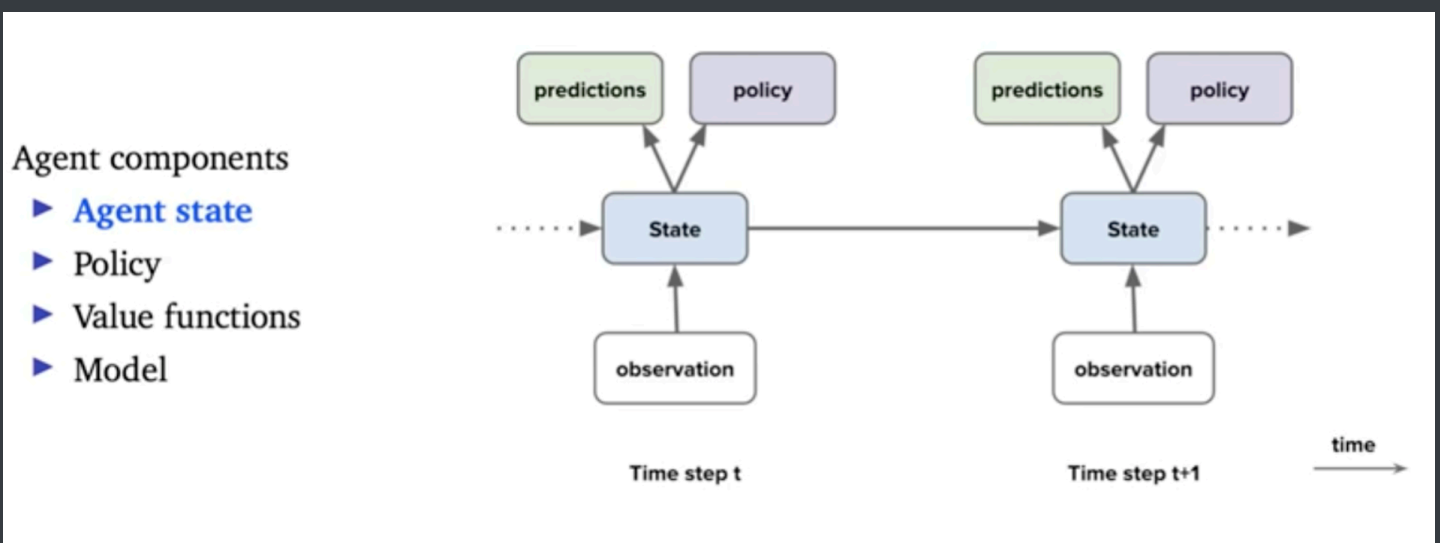 Agent components
Agent state
Policy
Value functions
Model
predictions
policy
predictions
policy
State
State
observation
observation
Time step t
Time step t+1
time